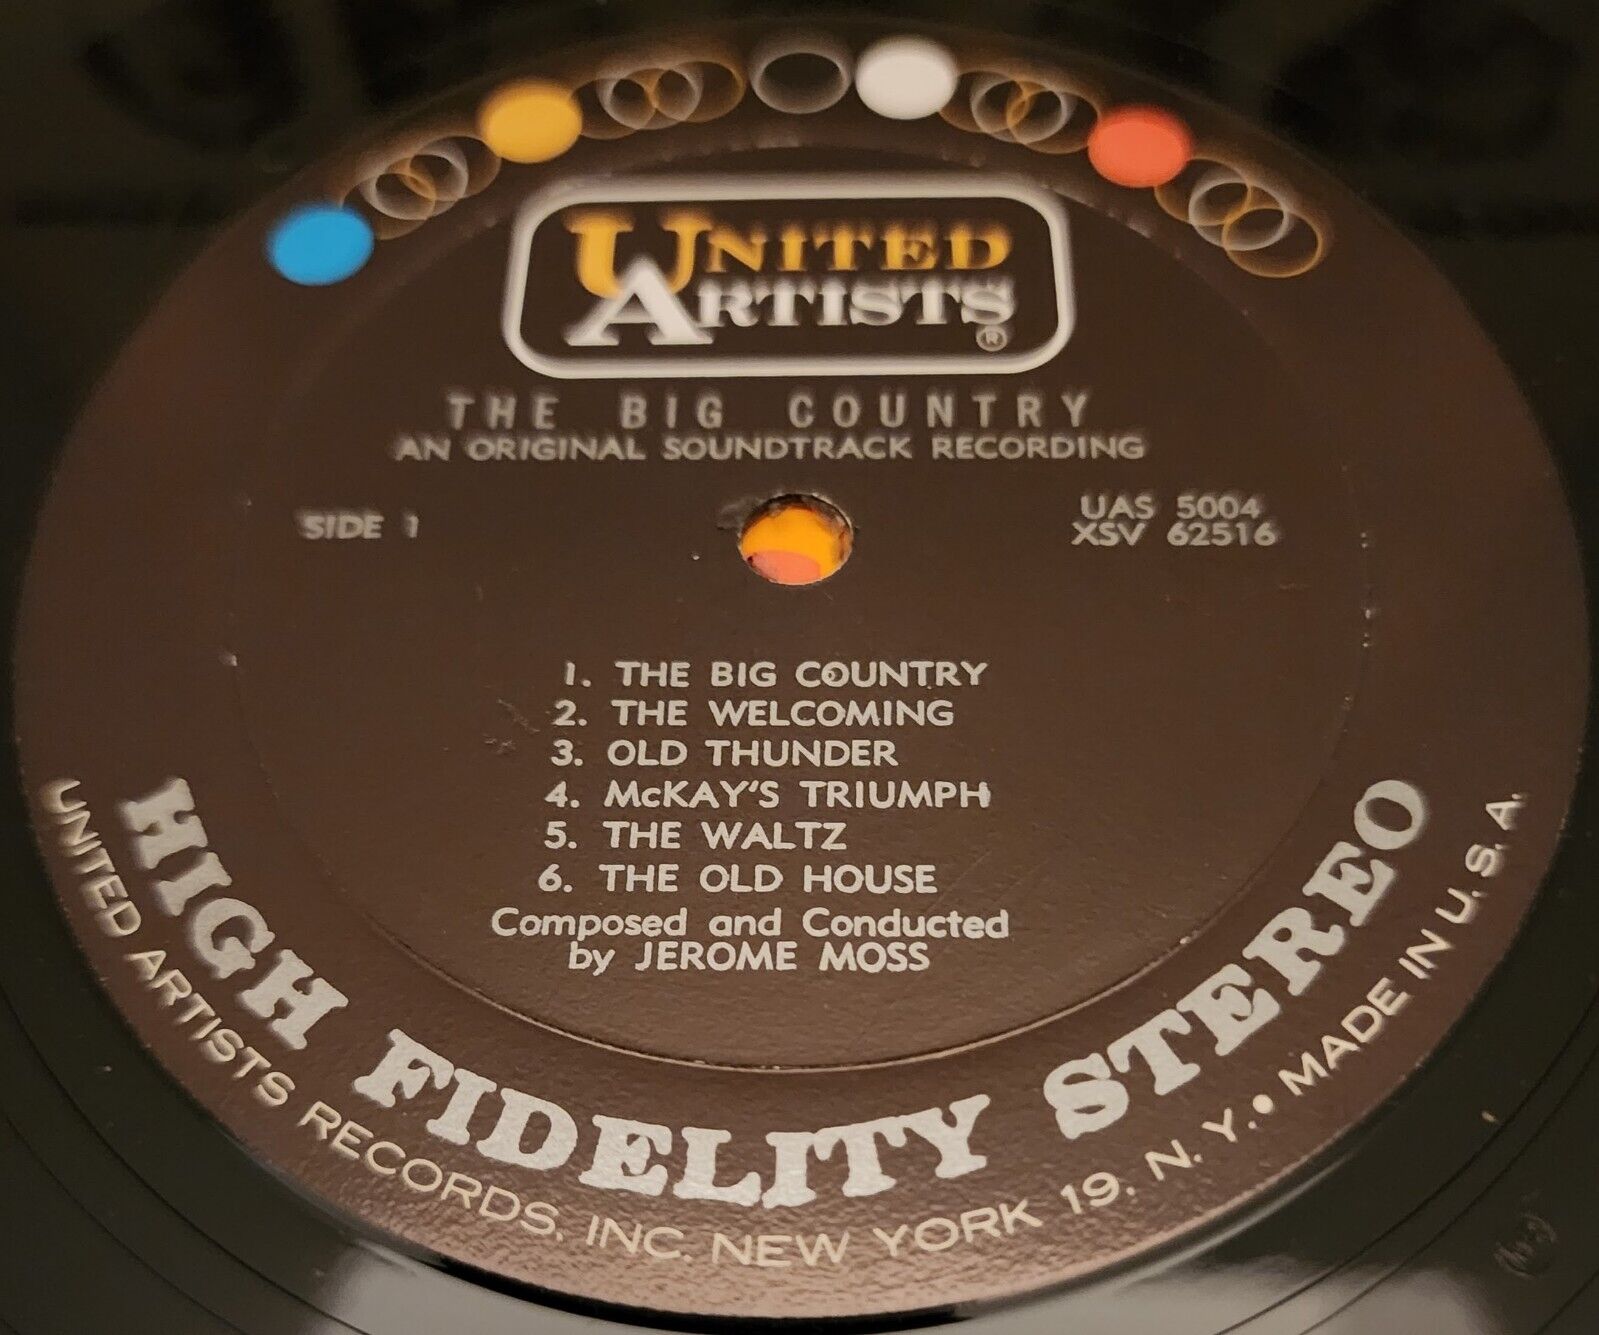 UNITED
ARTISTS
®
THE BIG COUNTRY
AN ORIGINAL SOUNDTRACK RECORDING
SIDE 1
UAS 5004
XSV 62516
1. THE BIG COUNTRY
2. THE WELCOMING
3. OLD THUNDER
4. McKAY'S TRIUMPH
5. THE WALTZ
6. THE OLD HOUSE
Composed and Conducted
by JEROME MOSS
HIGH FIDELITY STEREO
UNITED ARTISTS RECORDS, INC. NEW YORK 19, N. Y. • MADE IN U. S. A.